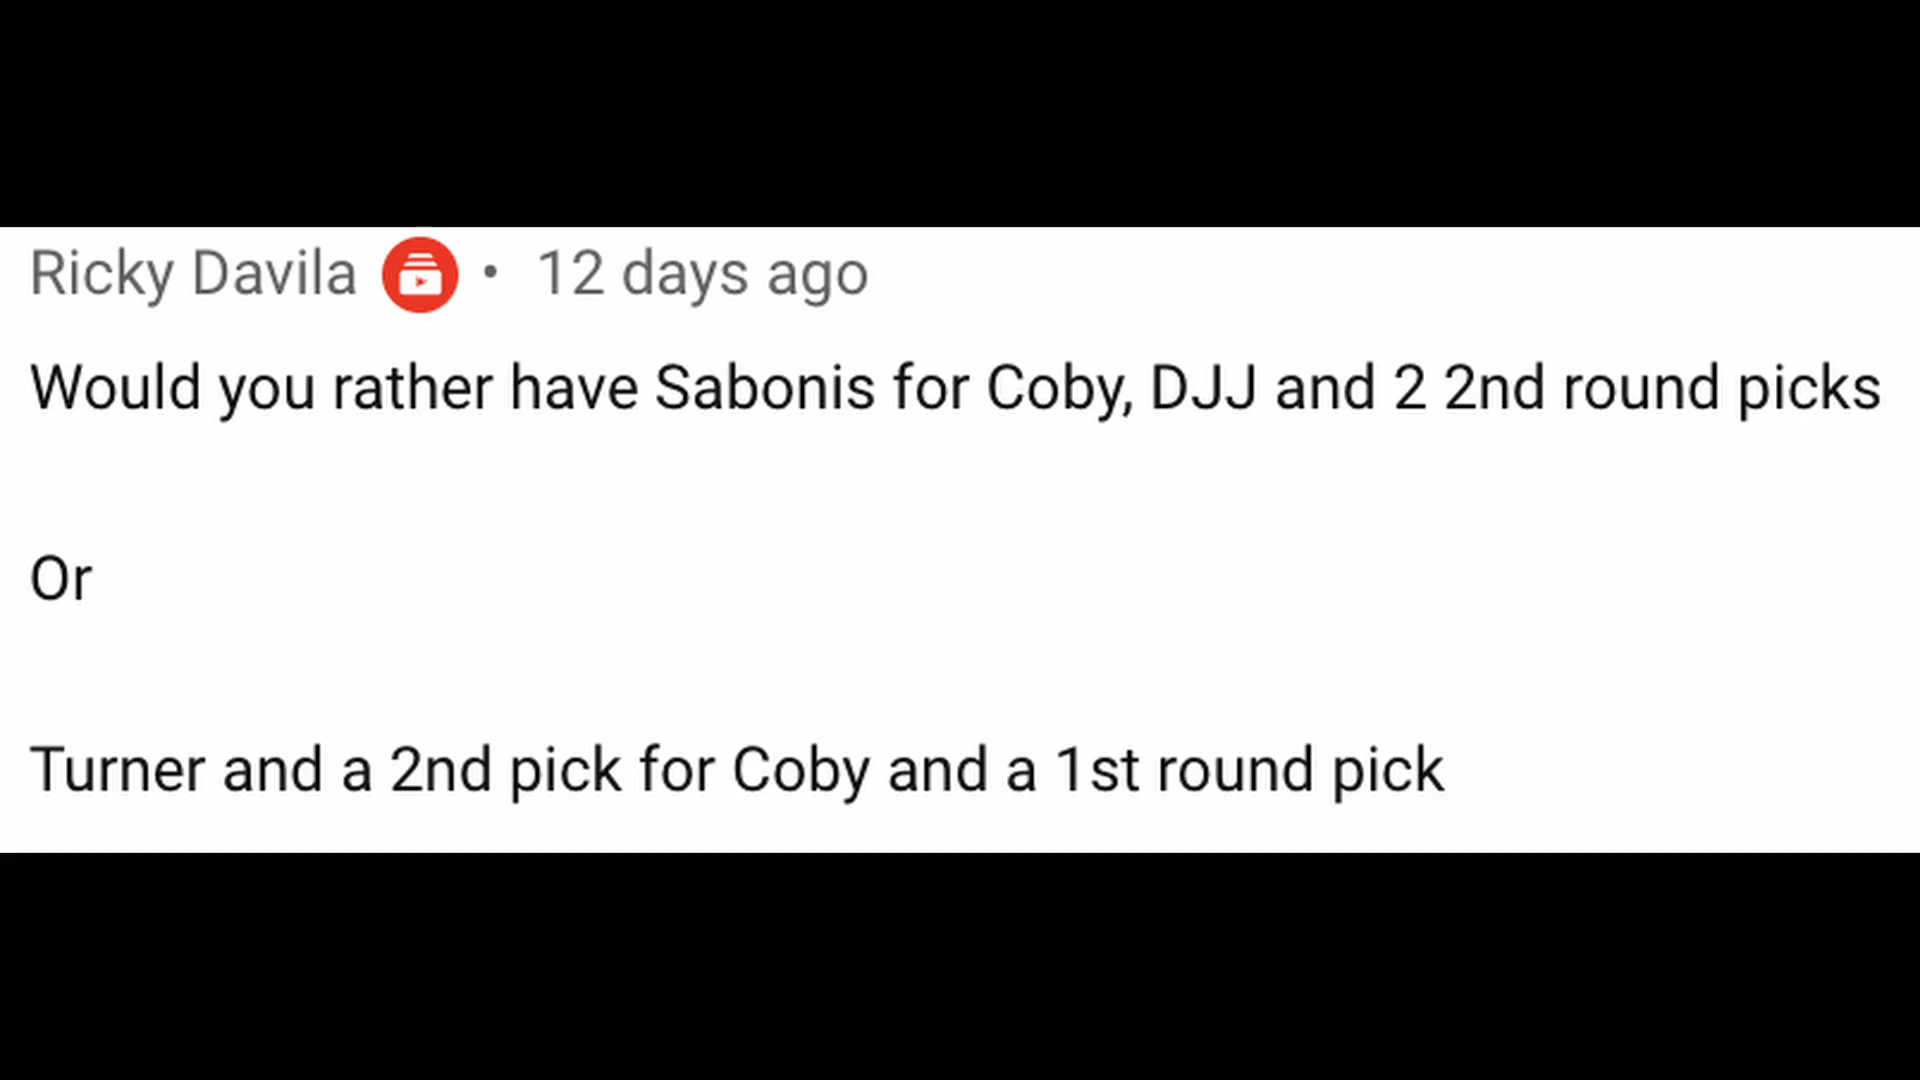 Ricky Davila • 12 days ago
Would you rather have Sabonis for Coby, DJJ and 2 2nd round picks
Or
Turner and a 2nd pick for Coby and a 1st round pick